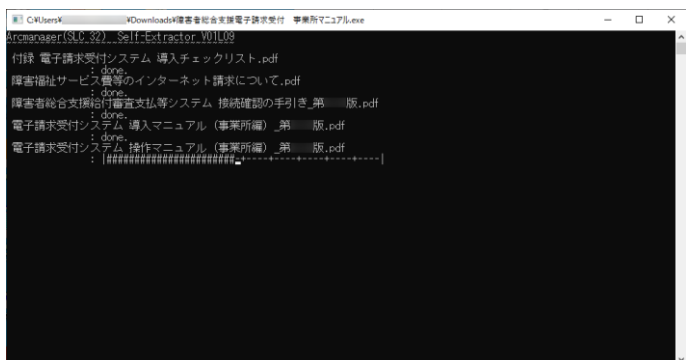 C:¥Users¥ ¥Downloads¥障害者総合支援電子請求受付 事業所マニュアル.exe
Arcmanager(SLC 32) Self-Extractor V01L09
付録 電子請求受付システム 導入チェックリスト.pdf
: done.
障害福祉サービス費等のインターネット請求について.pdf
: done.
障害者総合支援給付審査支払等システム 接続確認の手引き_第 版.pdf
: done.
電子請求受付システム 導入マニュアル（事業所編）_第 版.pdf
: done.
電子請求受付システム 操作マニュアル（事業所編）_第 版.pdf
: |######################_+----+----+----+----+----|